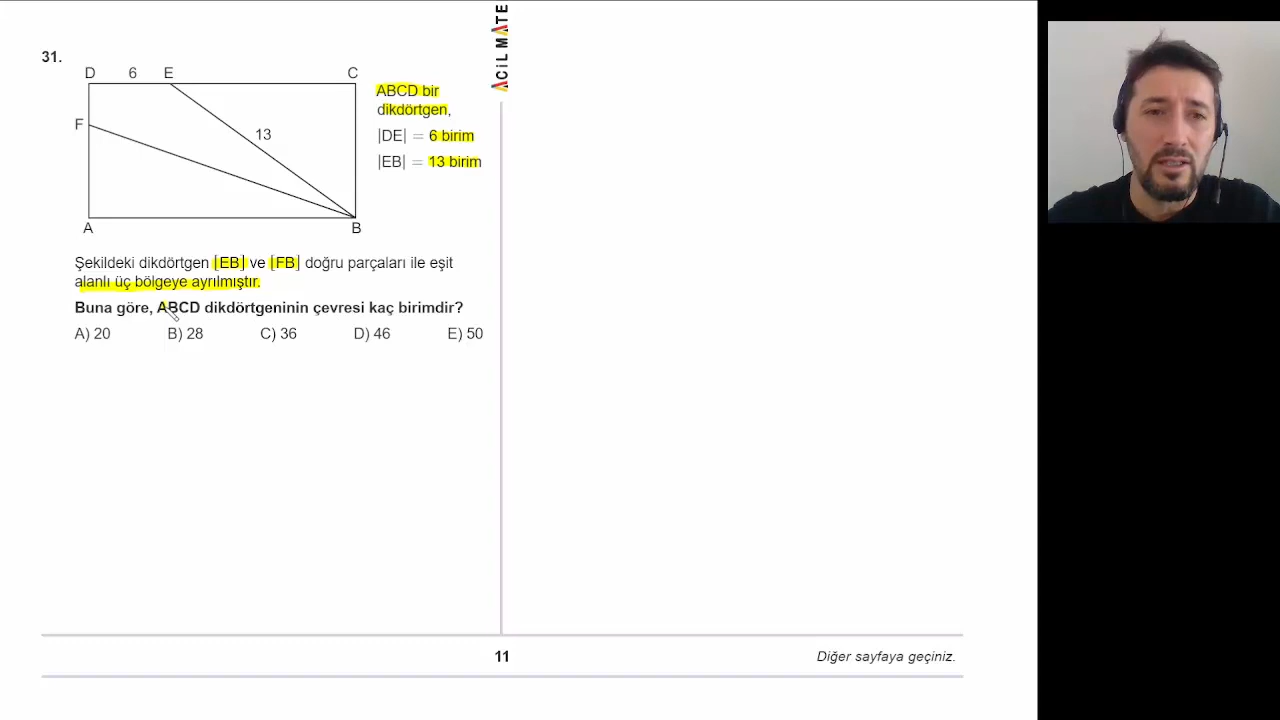 ACİL MATE
31.
D 6 E C
ABCD bir
dikdörtgen,
F
13
|DE| = 6 birim
|EB| = 13 birim
A B
Şekildeki dikdörtgen [EB] ve [FB] doğru parçaları ile eşit
alanlı üç bölgeye ayrılmıştır.
Buna göre, ABCD dikdörtgeninin çevresi kaç birimdir?
A) 20 B) 28 C) 36 D) 46 E) 50
11
Diğer sayfaya geçiniz.